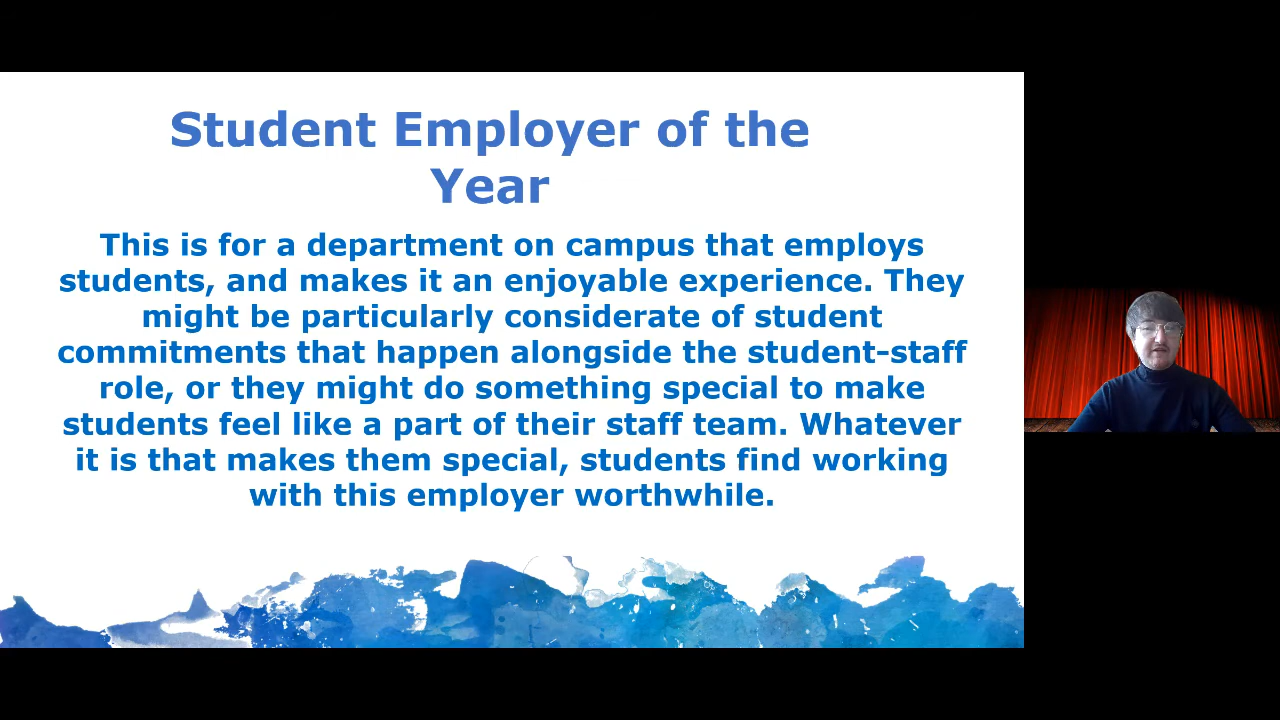 Student Employer of the
Year
This is for a department on campus that employs
students, and makes it an enjoyable experience. They
might be particularly considerate of student
commitments that happen alongside the student-staff
role, or they might do something special to make
students feel like a part of their staff team. Whatever
it is that makes them special, students find working
with this employer worthwhile.